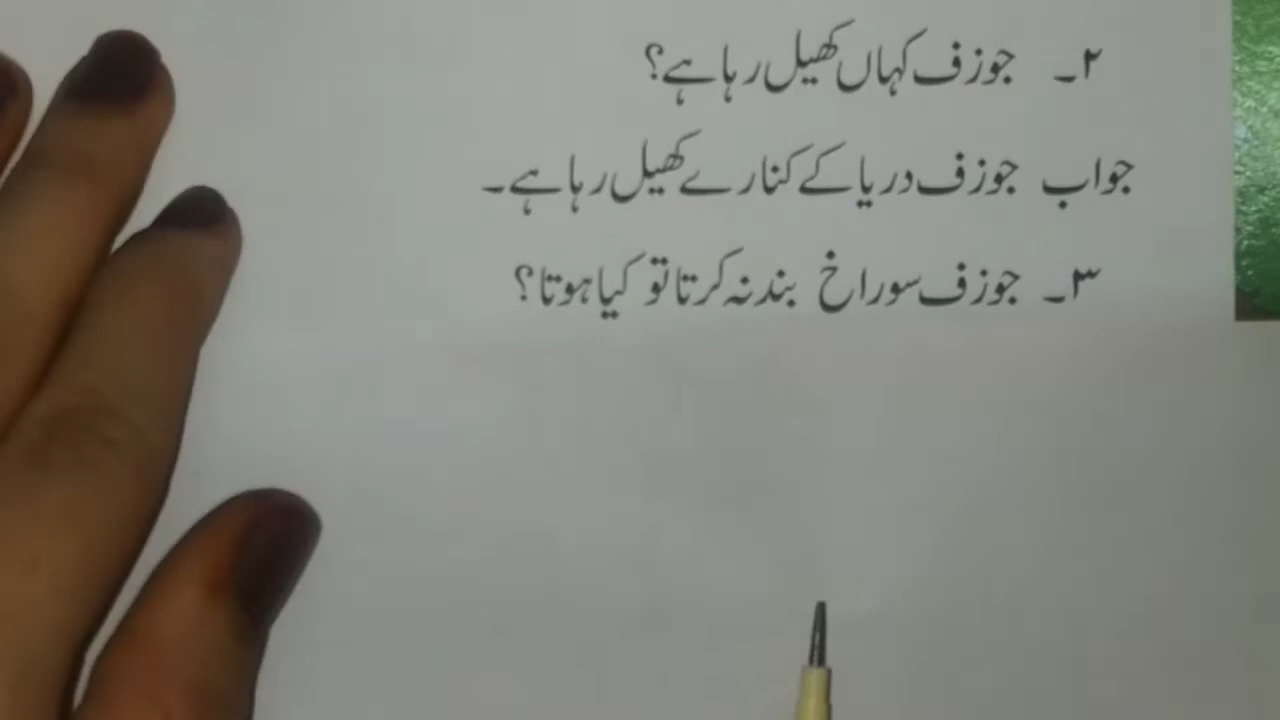 ۲۔ جوزف کہاں کھیل رہا ہے؟
جواب جوزف دریا کے کنارے کھیل رہا ہے۔
۳۔ جوزف سوراخ بند نہ کرتا تو کیا ہوتا؟